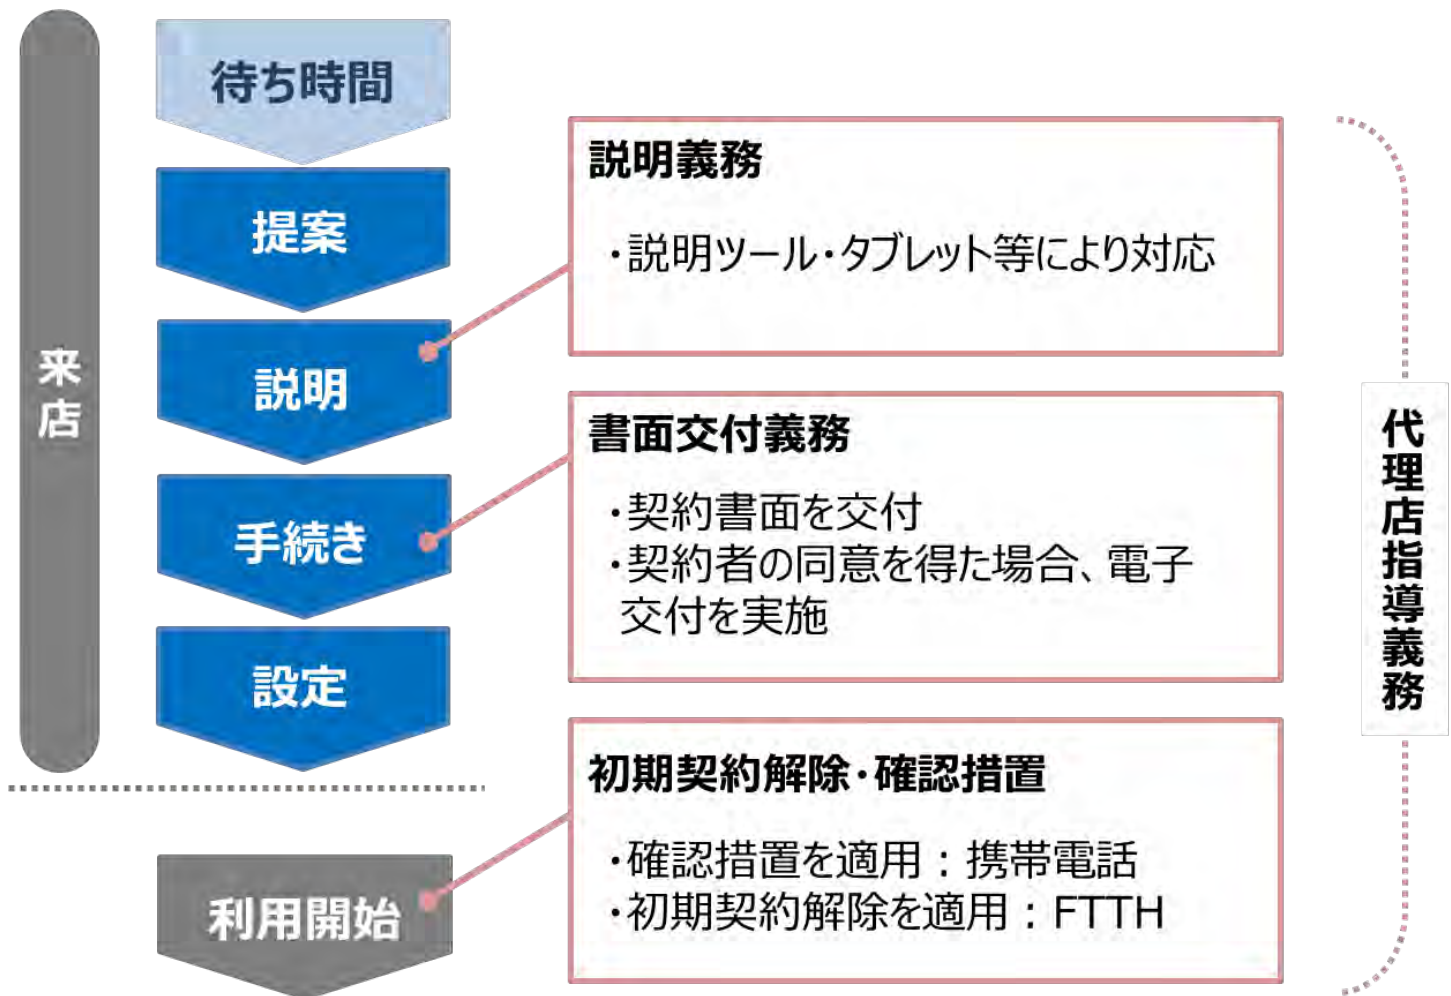 来店
待ち時間
提案
説明
手続き
設定
利用開始
説明義務
・説明ツール・タブレット等により対応
書面交付義務
・契約書面を交付
・契約者の同意を得た場合、電子
交付を実施
初期契約解除・確認措置
・確認措置を適用：携帯電話
・初期契約解除を適用：FTTH
代理店指導義務